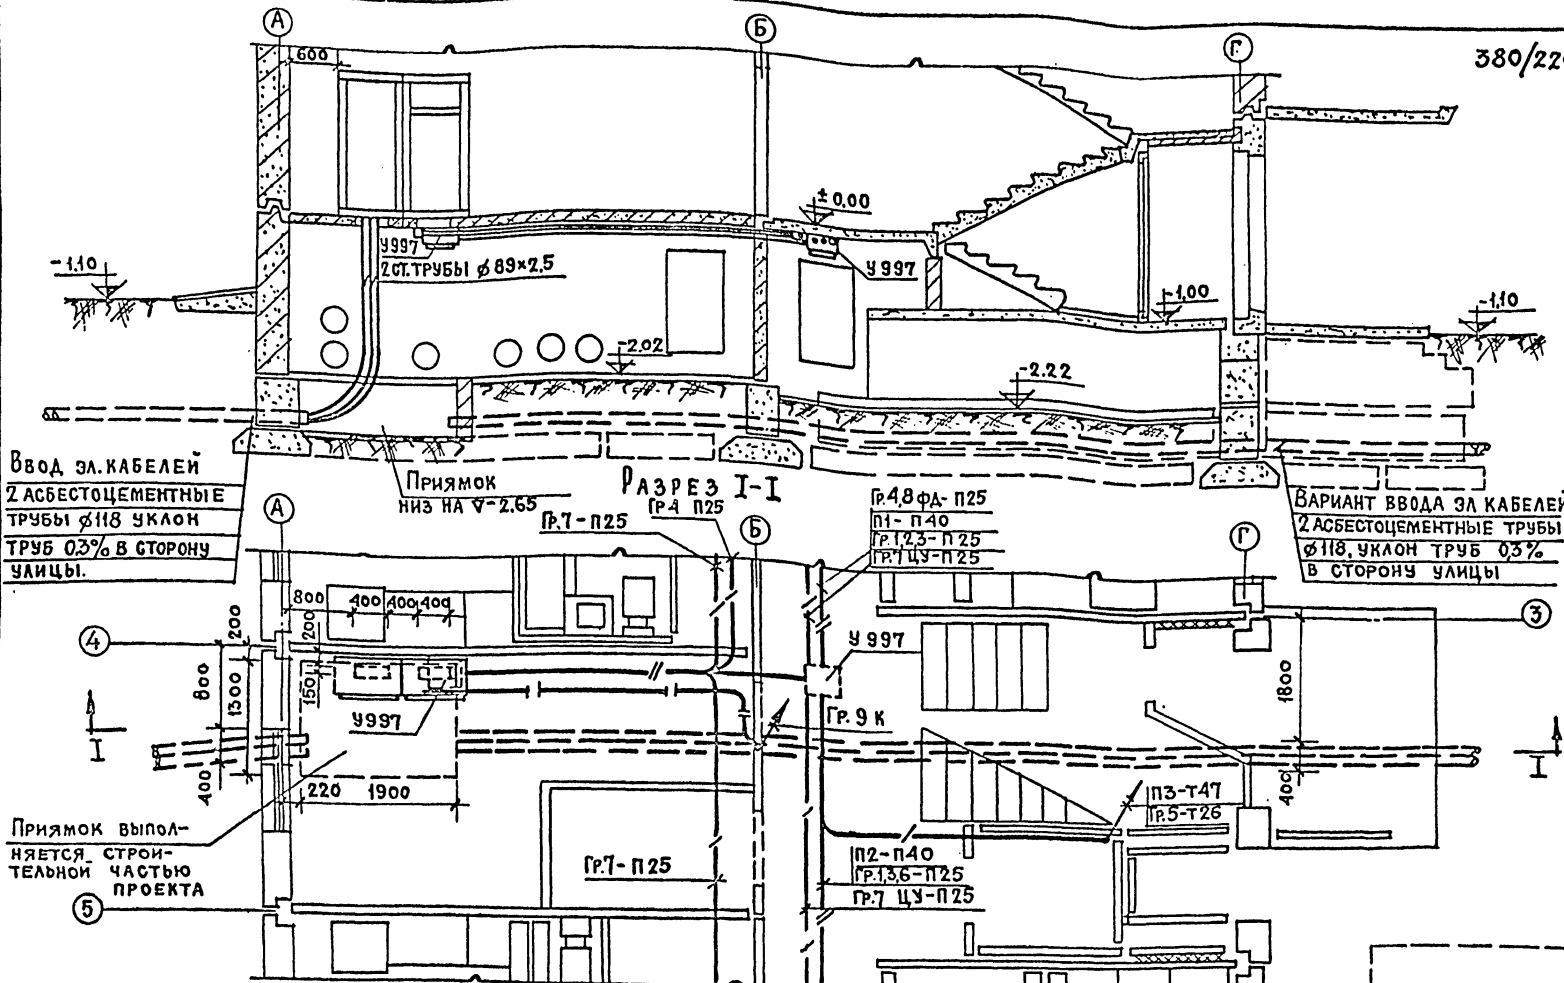 А
Б
Г
380/22
600
±0,00
У997
2 СТ. ТРУБЫ ϕ 89×2,5
У997
-1.10
-1,00
-1,10
-2.02
-2.22
ВВОД ЭЛ. КАБЕЛЕЙ
2 АСБЕСТОЦЕМЕНТНЫЕ
ТРУБЫ ϕ118 УКЛОН
ТРУБ 0,3% В СТОРОНУ
УЛИЦЫ.
ПРИЯМОК
НИЗ НА ∇-2.65
РАЗРЕЗ I-I
ВАРИАНТ ВВОДА ЭЛ КАБЕЛЕЙ
2 АСБЕСТОЦЕМЕНТНЫЕ ТРУБЫ
ϕ118, УКЛОН ТРУБ 0,3%
В СТОРОНУ УЛИЦЫ
А
Б
Г
ГР.7-П25
ГР4 П25
ГР.4,8 ФД-П25
П1-П40
ГР.1,2,3-П25
ГР.7 ЦУ-П25
4
3
800
400
400
400
200
200
800
1300
150
400
У997
У997
ГР.9 К
I
I
1800
400
220
1900
П3-Т47
ГР.5-Т26
ПРИЯМОК ВЫПОЛ-
НЯЕТСЯ СТРОИ-
ТЕЛЬНОЙ ЧАСТЬЮ
ПРОЕКТА
ГР.7-П25
П2-П40
ГР.1,3,6-П25
ГР.7 ЦУ-П25
5